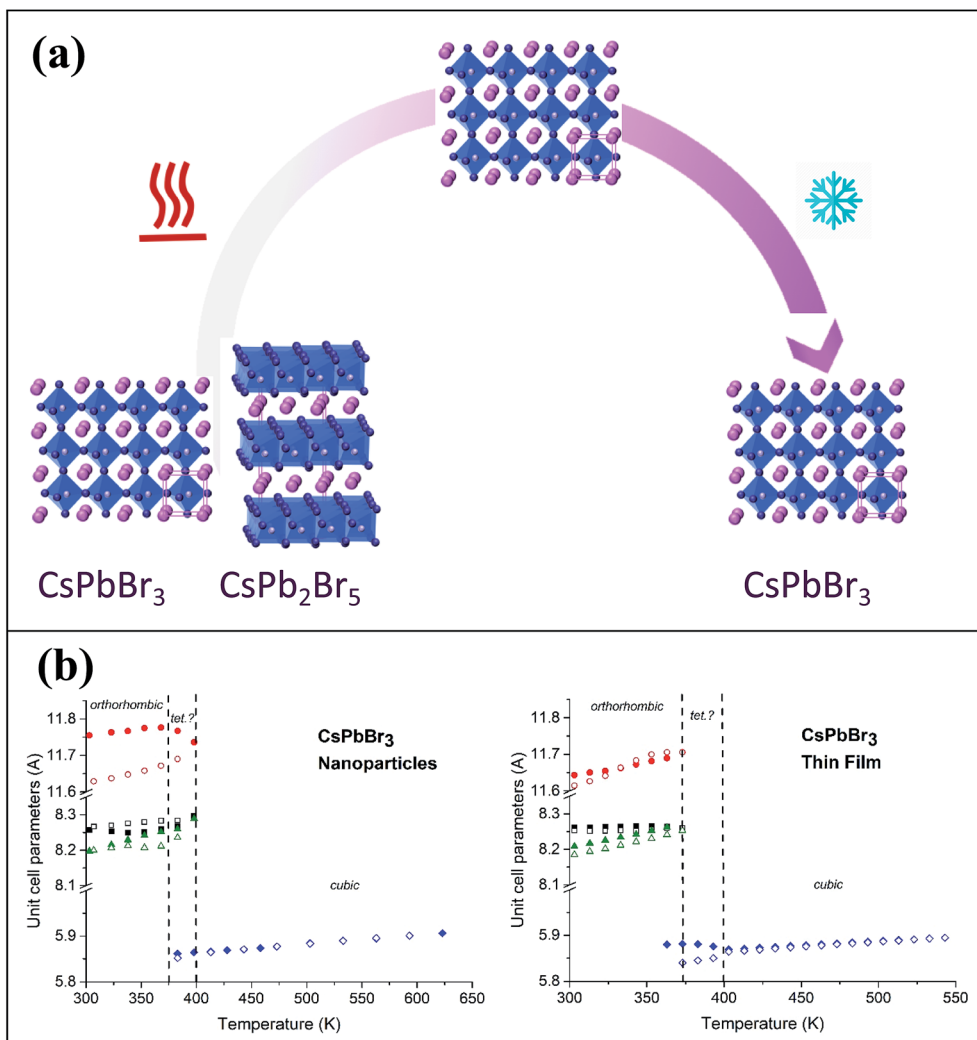 (a)
CsPbBr₃
CsPb₂Br₅
CsPbBr₃
(b)
orthorhombic
tet.?
CsPbBr₃
Nanoparticles
cubic
11.8
11.7
11.6
8.3
8.2
8.1
5.9
5.8
Unit cell parameters (A)
300
350
400
450
500
550
600
650
Temperature (K)
orthorhombic
tet.?
CsPbBr₃
Thin Film
cubic
11.8
11.7
11.6
8.3
8.2
8.1
5.9
5.8
Unit cell parameters (A)
300
350
400
450
500
550
Temperature (K)